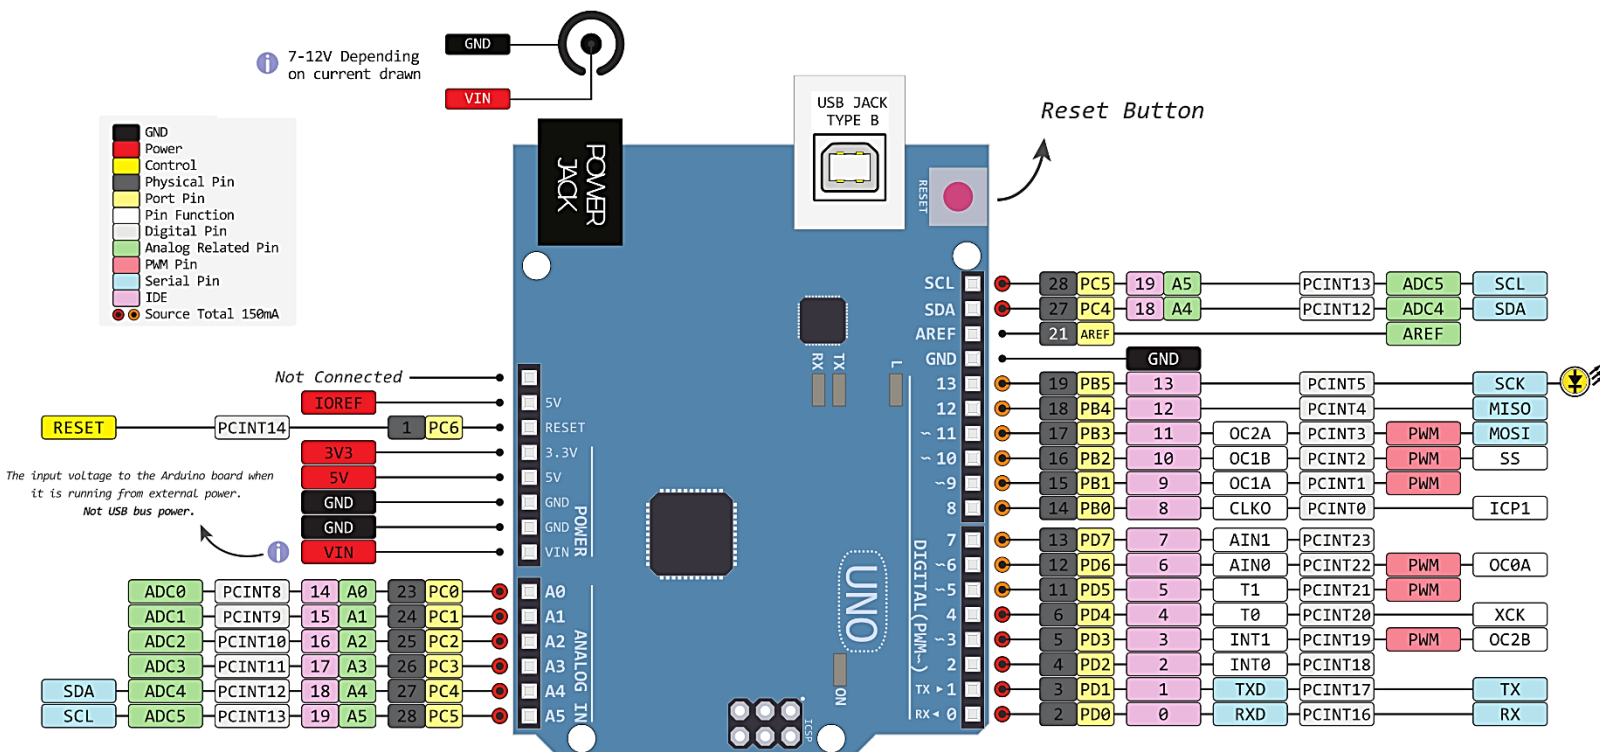 GND
7-12V Depending
on current drawn
VIN
GND
Power
Control
Physical Pin
Port Pin
Pin Function
Digital Pin
Analog Related Pin
PWM Pin
Serial Pin
IDE
Source Total 150mA
POWER
JACK
USB JACK
TYPE B
Reset Button
RESET
Not Connected
IOREF
5V
RESET PCINT14 1 PC6 RESET
3V3 3.3V
5V 5V
GND GND
GND GND
VIN VIN
POWER
The input voltage to the Arduino board when
it is running from external power.
Not USB bus power.
ADC0 PCINT8 14 A0 23 PC0 A0
ADC1 PCINT9 15 A1 24 PC1 A1
ADC2 PCINT10 16 A2 25 PC2 A2
ADC3 PCINT11 17 A3 26 PC3 A3
SDA ADC4 PCINT12 18 A4 27 PC4 A4
SCL ADC5 PCINT13 19 A5 28 PC5 A5
ANALOG IN
RX
TX
L
UNO
ON
ICSP
DIGITAL(PWM~)
SCL 28 PC5 19 A5 PCINT13 ADC5 SCL
SDA 27 PC4 18 A4 PCINT12 ADC4 SDA
AREF 21 AREF AREF
GND GND
13 19 PB5 13 PCINT5 SCK
12 18 PB4 12 PCINT4 MISO
~11 17 PB3 11 OC2A PCINT3 PWM MOSI
~10 16 PB2 10 OC1B PCINT2 PWM SS
~9 15 PB1 9 OC1A PCINT1 PWM
8 14 PB0 8 CLKO PCINT0 ICP1
7 13 PD7 7 AIN1 PCINT23
~6 12 PD6 6 AIN0 PCINT22 PWM OC0A
~5 11 PD5 5 T1 PCINT21 PWM
4 6 PD4 4 T0 PCINT20 XCK
~3 5 PD3 3 INT1 PCINT19 PWM OC2B
2 4 PD2 2 INT0 PCINT18
TX ▸ 1 3 PD1 1 TXD PCINT17 TX
RX ◂ 0 2 PD0 0 RXD PCINT16 RX